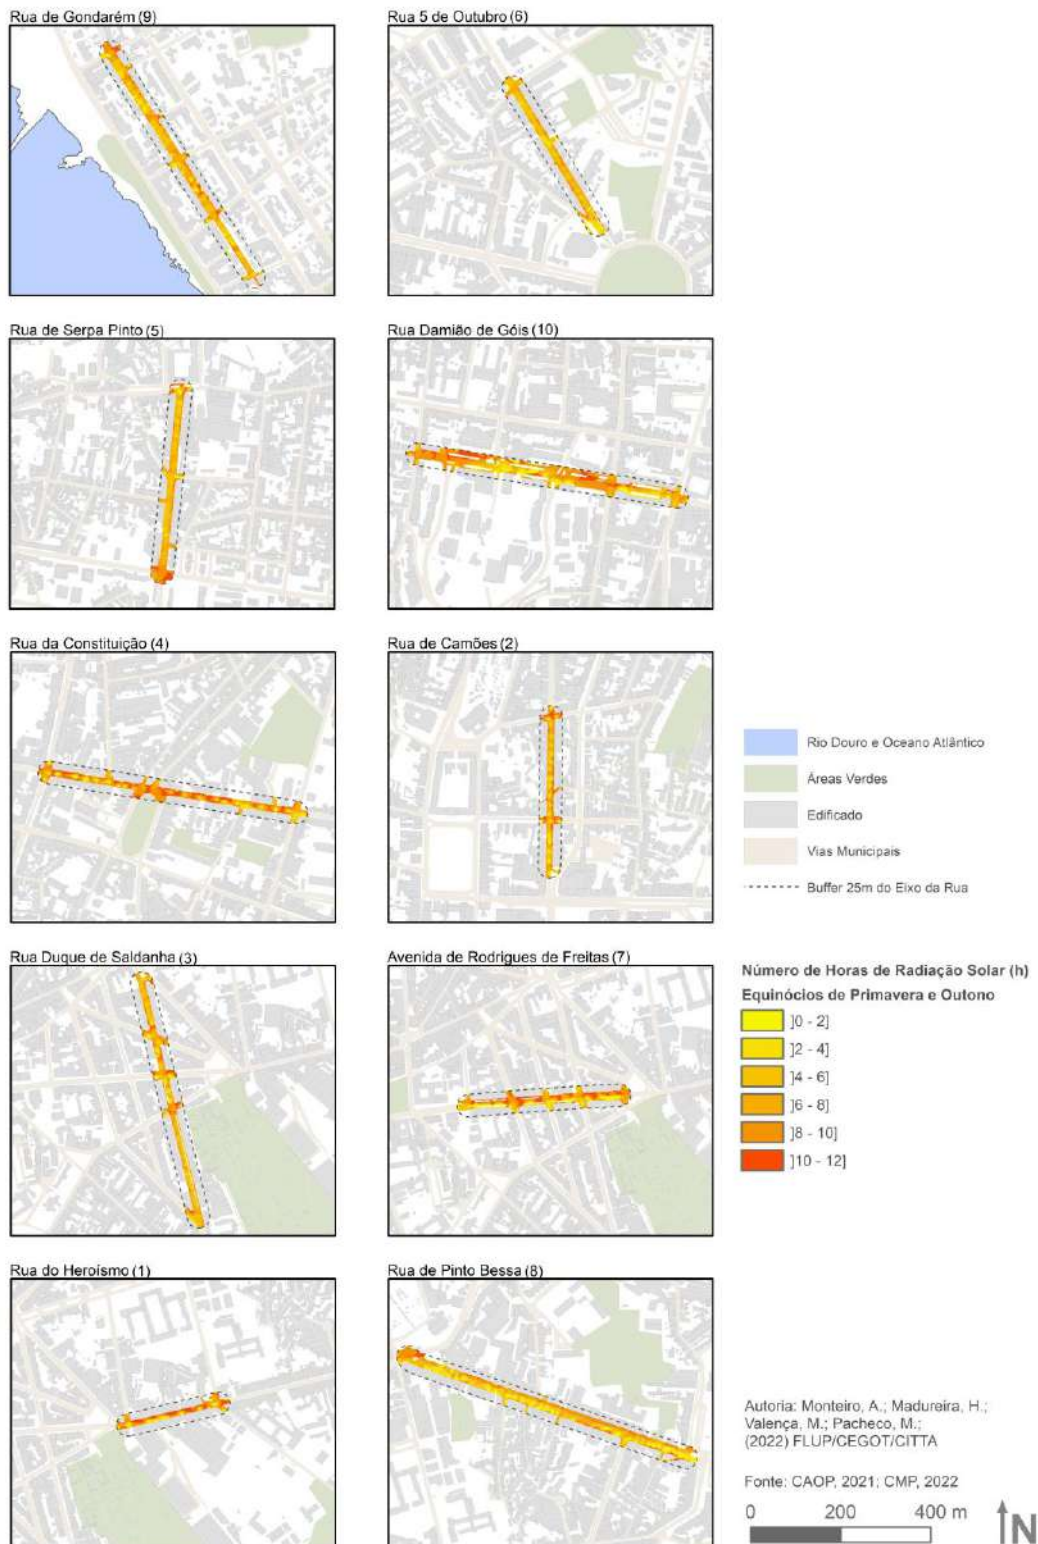 Rua de Gondarém (9)
Rua 5 de Outubro (6)
Rua de Serpa Pinto (5)
Rua Damião de Góis (10)
Rua da Constituição (4)
Rua de Camões (2)
Rio Douro e Oceano Atlântico
Áreas Verdes
Edificado
Vias Municipais
Buffer 25m do Eixo da Rua
Rua Duque de Saldanha (3)
Avenida de Rodrigues de Freitas (7)
Número de Horas de Radiação Solar (h)
Equinócios de Primavera e Outono
]0 - 2]
]2 - 4]
]4 - 6]
]6 - 8]
]8 - 10]
]10 - 12]
Rua do Heroísmo (1)
Rua de Pinto Bessa (8)
Autoria: Monteiro, A.; Madureira, H.;
Valença, M.; Pacheco, M.;
(2022) FLUP/CEGOT/CITTA
Fonte: CAOP, 2021; CMP, 2022
0 200 400 m
N